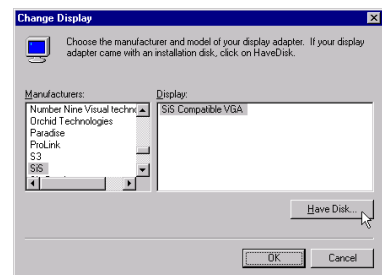 Change Display
Choose the manufacturer and model of your display adapter. If your display
adapter came with an installation disk, click on HaveDisk.
Manufacturers:
Number Nine Visual techno
Orchid Technologies
Paradise
ProLink
S3
SiS
Display:
SiS Compatible VGA
Have Disk...
OK
Cancel